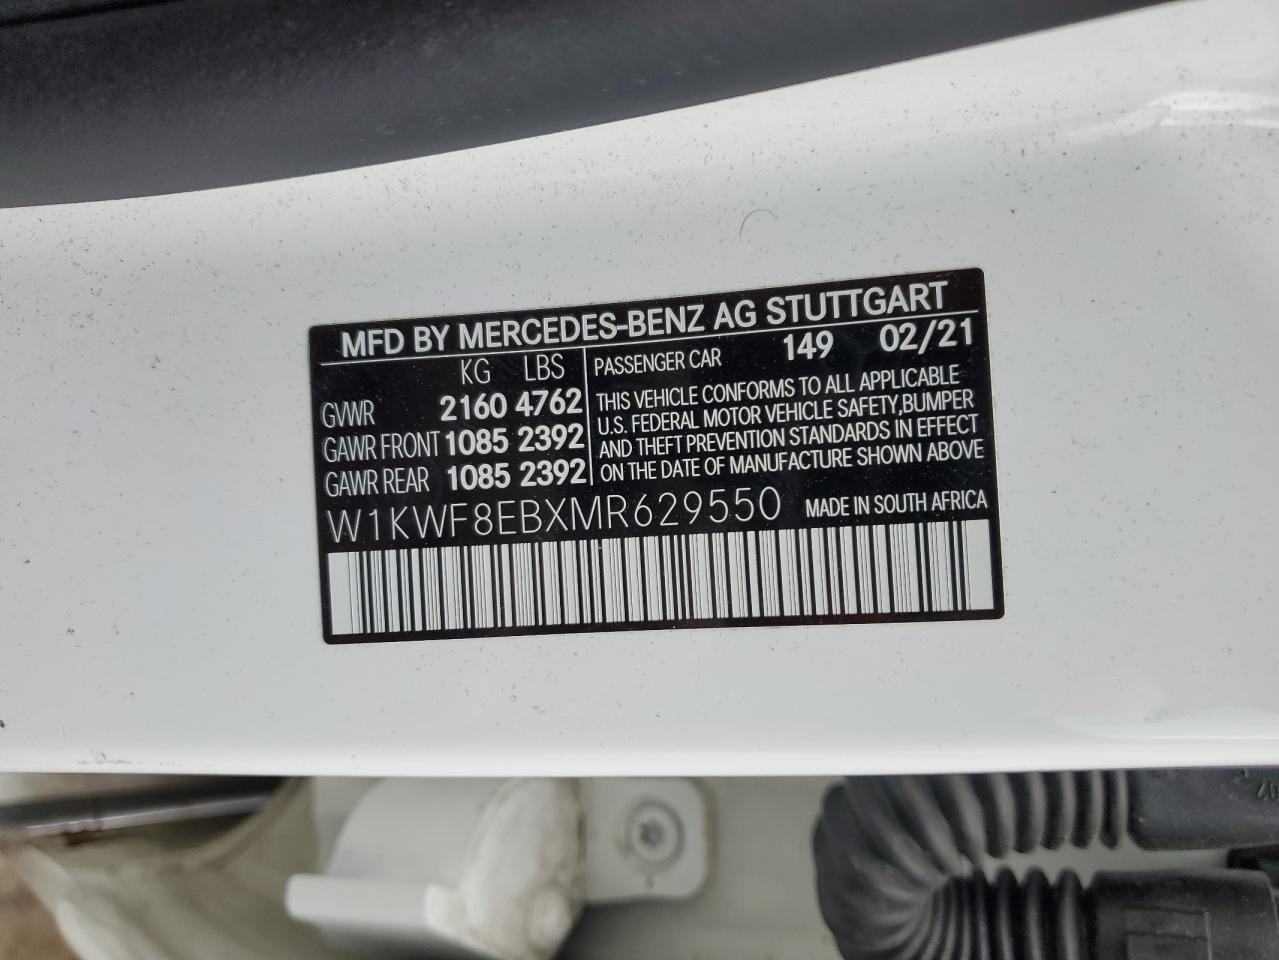 MFD BY MERCEDES-BENZ AG STUTTGART
KG LBS
GVWR 2160 4762
GAWR FRONT 1085 2392
GAWR REAR 1085 2392
PASSENGER CAR 149 02/21
THIS VEHICLE CONFORMS TO ALL APPLICABLE
U.S. FEDERAL MOTOR VEHICLE SAFETY,BUMPER
AND THEFT PREVENTION STANDARDS IN EFFECT
ON THE DATE OF MANUFACTURE SHOWN ABOVE
W1KWF8EBXMR629550 MADE IN SOUTH AFRICA